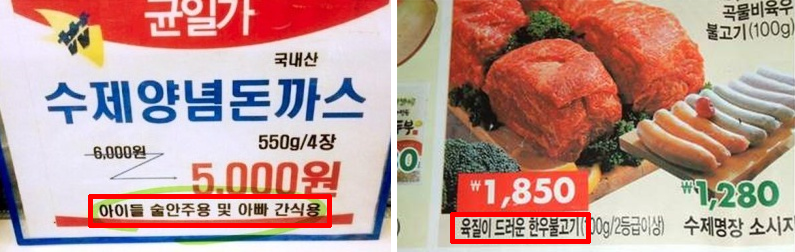 균일가
국내산
수제양념돈까스
550g/4장
6,000원
5,000원
아이들 술안주용 및 아빠 간식용
곡물비육우
불고기(100g)
₩1,850
육질이 드러운 한우불고기(100g/2등급이상)
₩1,280
수제명장 소시지